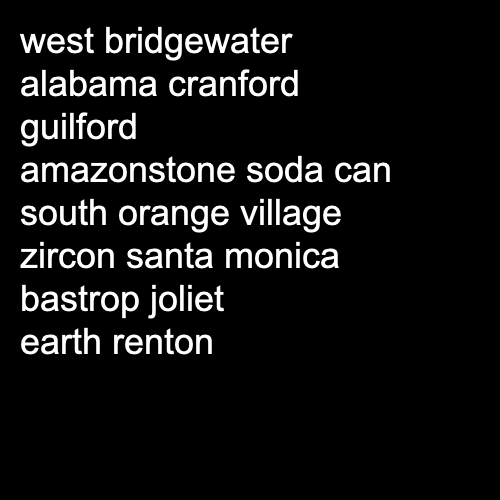 west bridgewater
alabama cranford
guilford
amazonstone soda can
south orange village
zircon santa monica
bastrop joliet
earth renton